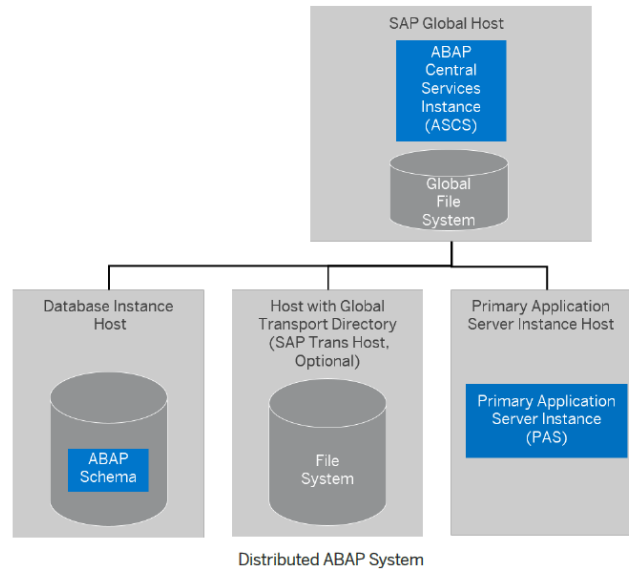 SAP Global Host
ABAP
Central
Services
Instance
(ASCS)
Global
File
System
Database Instance
Host
ABAP
Schema
Host with Global
Transport Directory
(SAP Trans Host,
Optional)
File
System
Primary Application
Server Instance Host
Primary Application
Server Instance
(PAS)
Distributed ABAP System